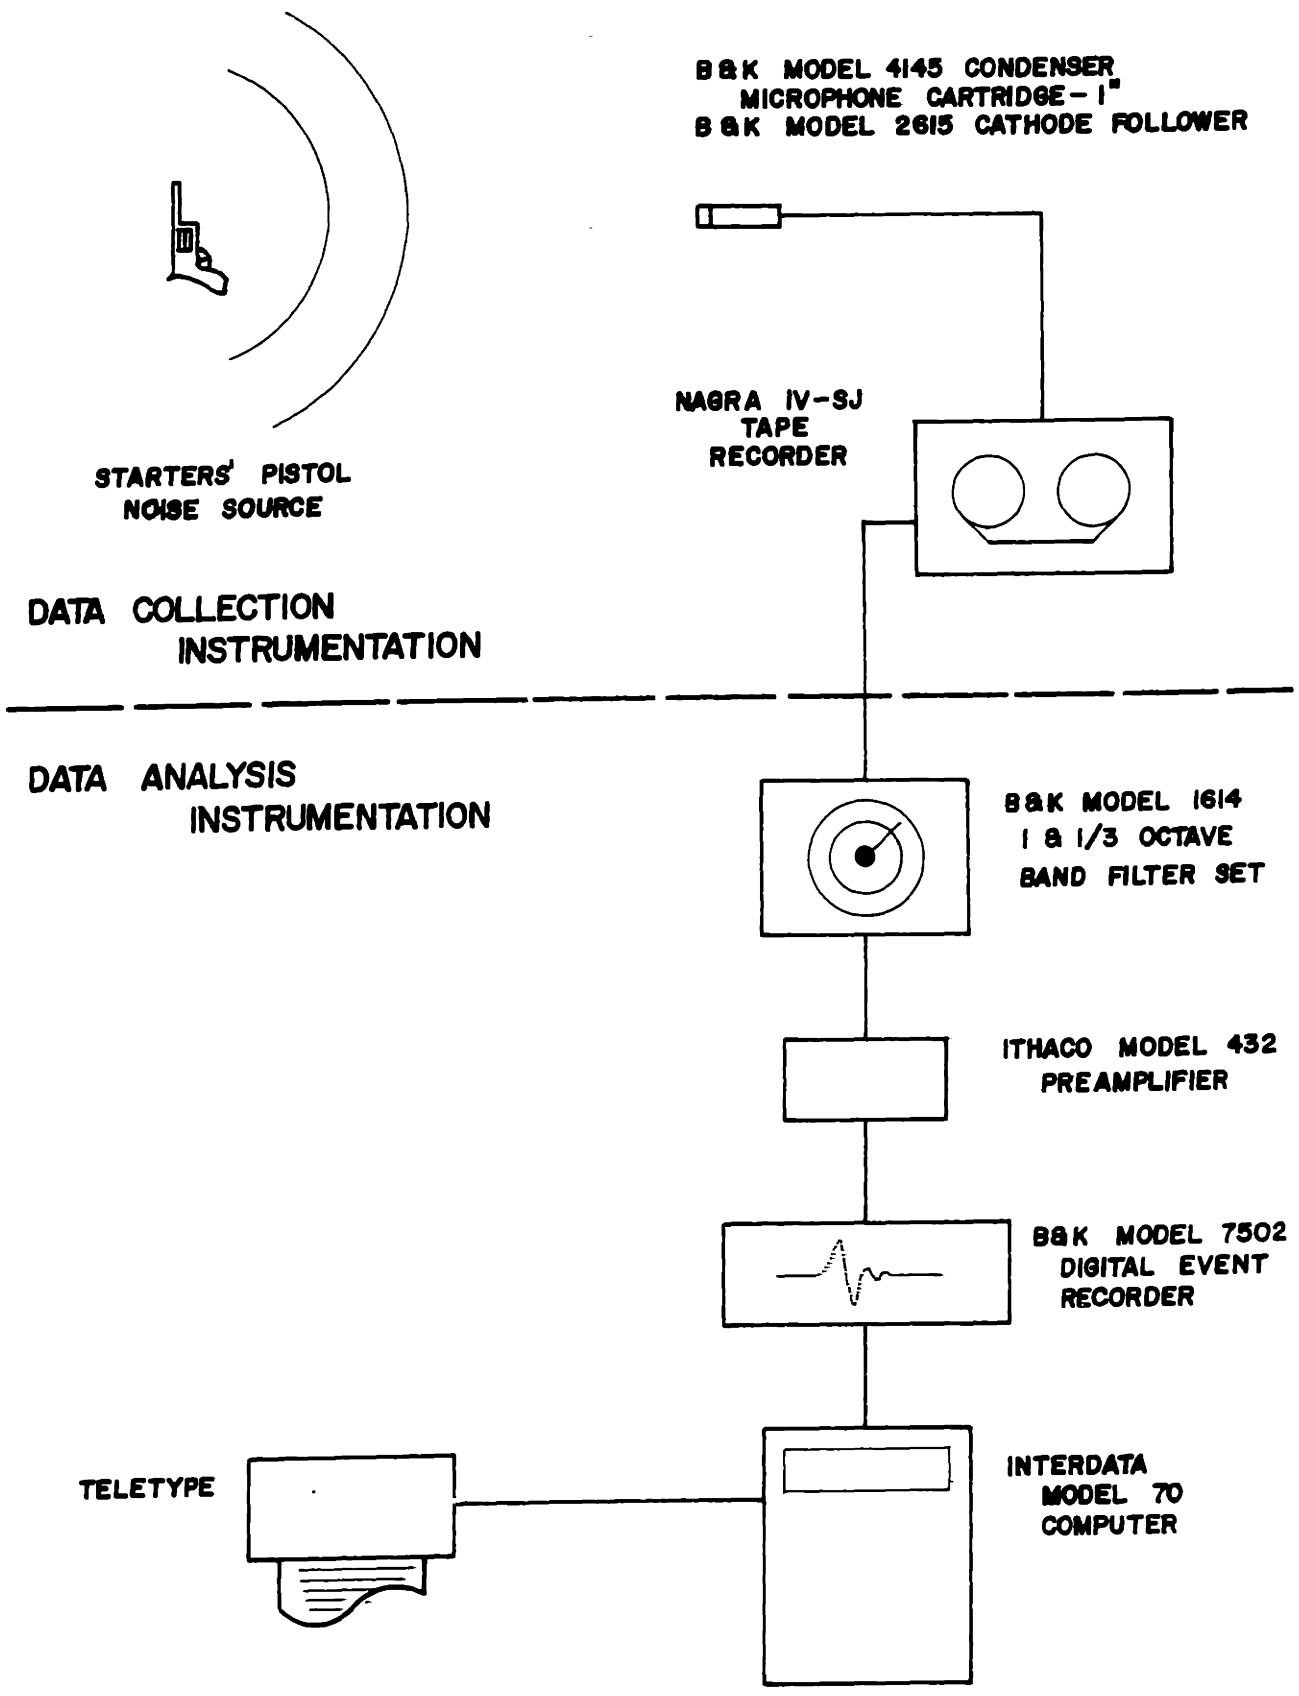 B & K MODEL 4145 CONDENSER
MICROPHONE CARTRIDGE - 1"
B & K MODEL 2615 CATHODE FOLLOWER
NAGRA IV-SJ
TAPE
RECORDER
STARTERS' PISTOL
NOISE SOURCE
DATA COLLECTION
INSTRUMENTATION
DATA ANALYSIS
INSTRUMENTATION
B&K MODEL 1614
1 & 1/3 OCTAVE
BAND FILTER SET
ITHACO MODEL 432
PREAMPLIFIER
B&K MODEL 7502
DIGITAL EVENT
RECORDER
TELETYPE
INTERDATA
MODEL 70
COMPUTER